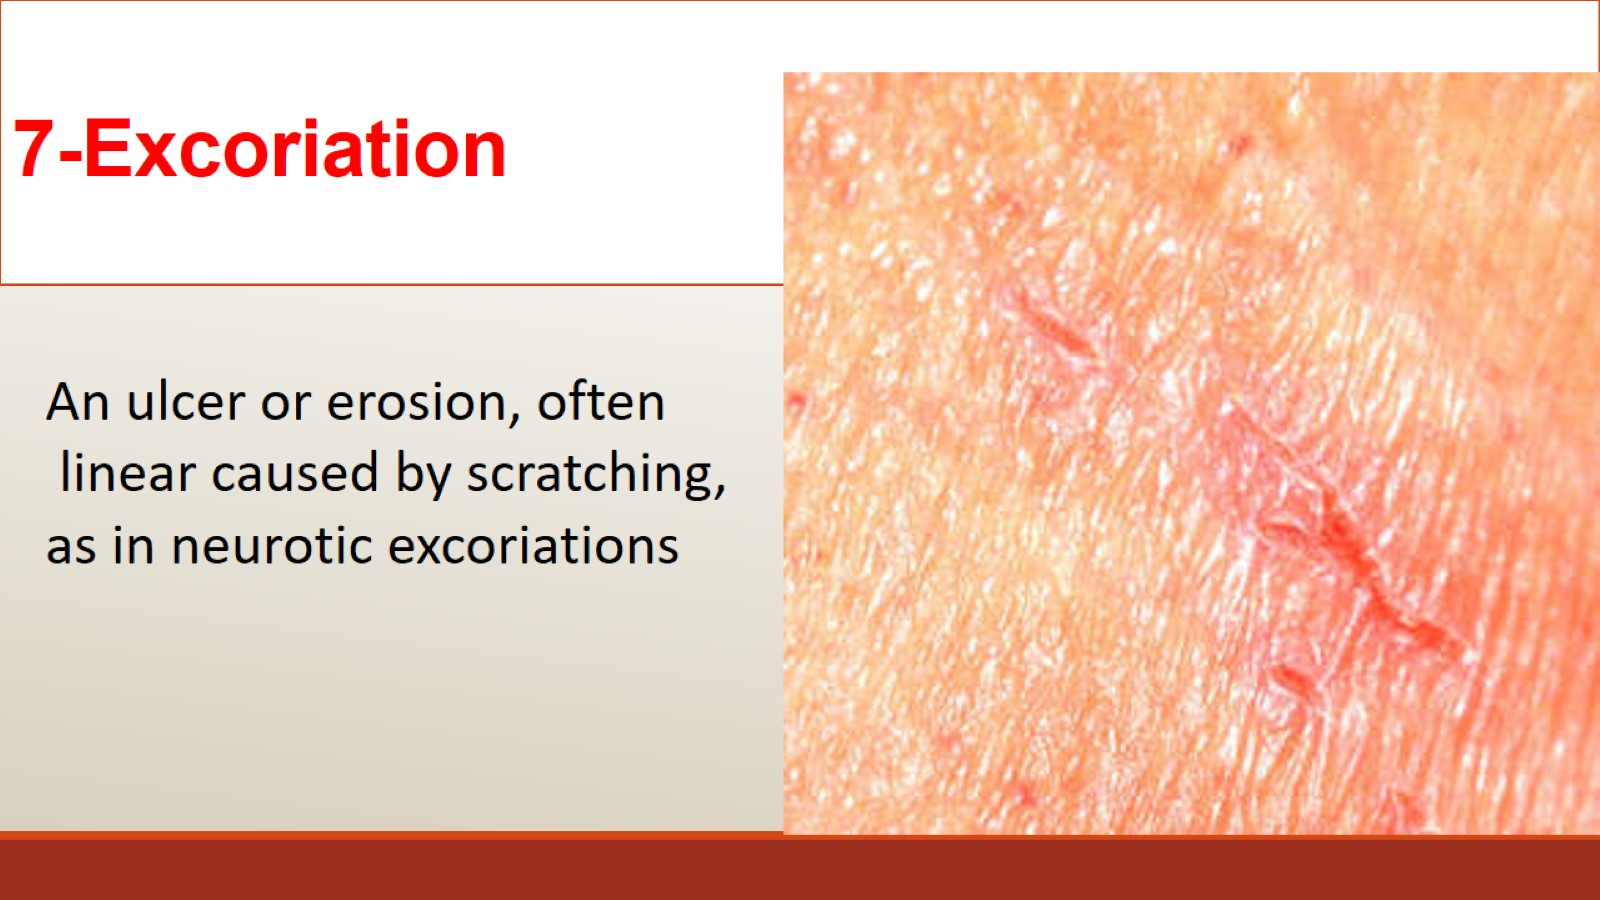 7-Excoriation
An ulcer or erosion, often
linear caused by scratching,
as in neurotic excoriations